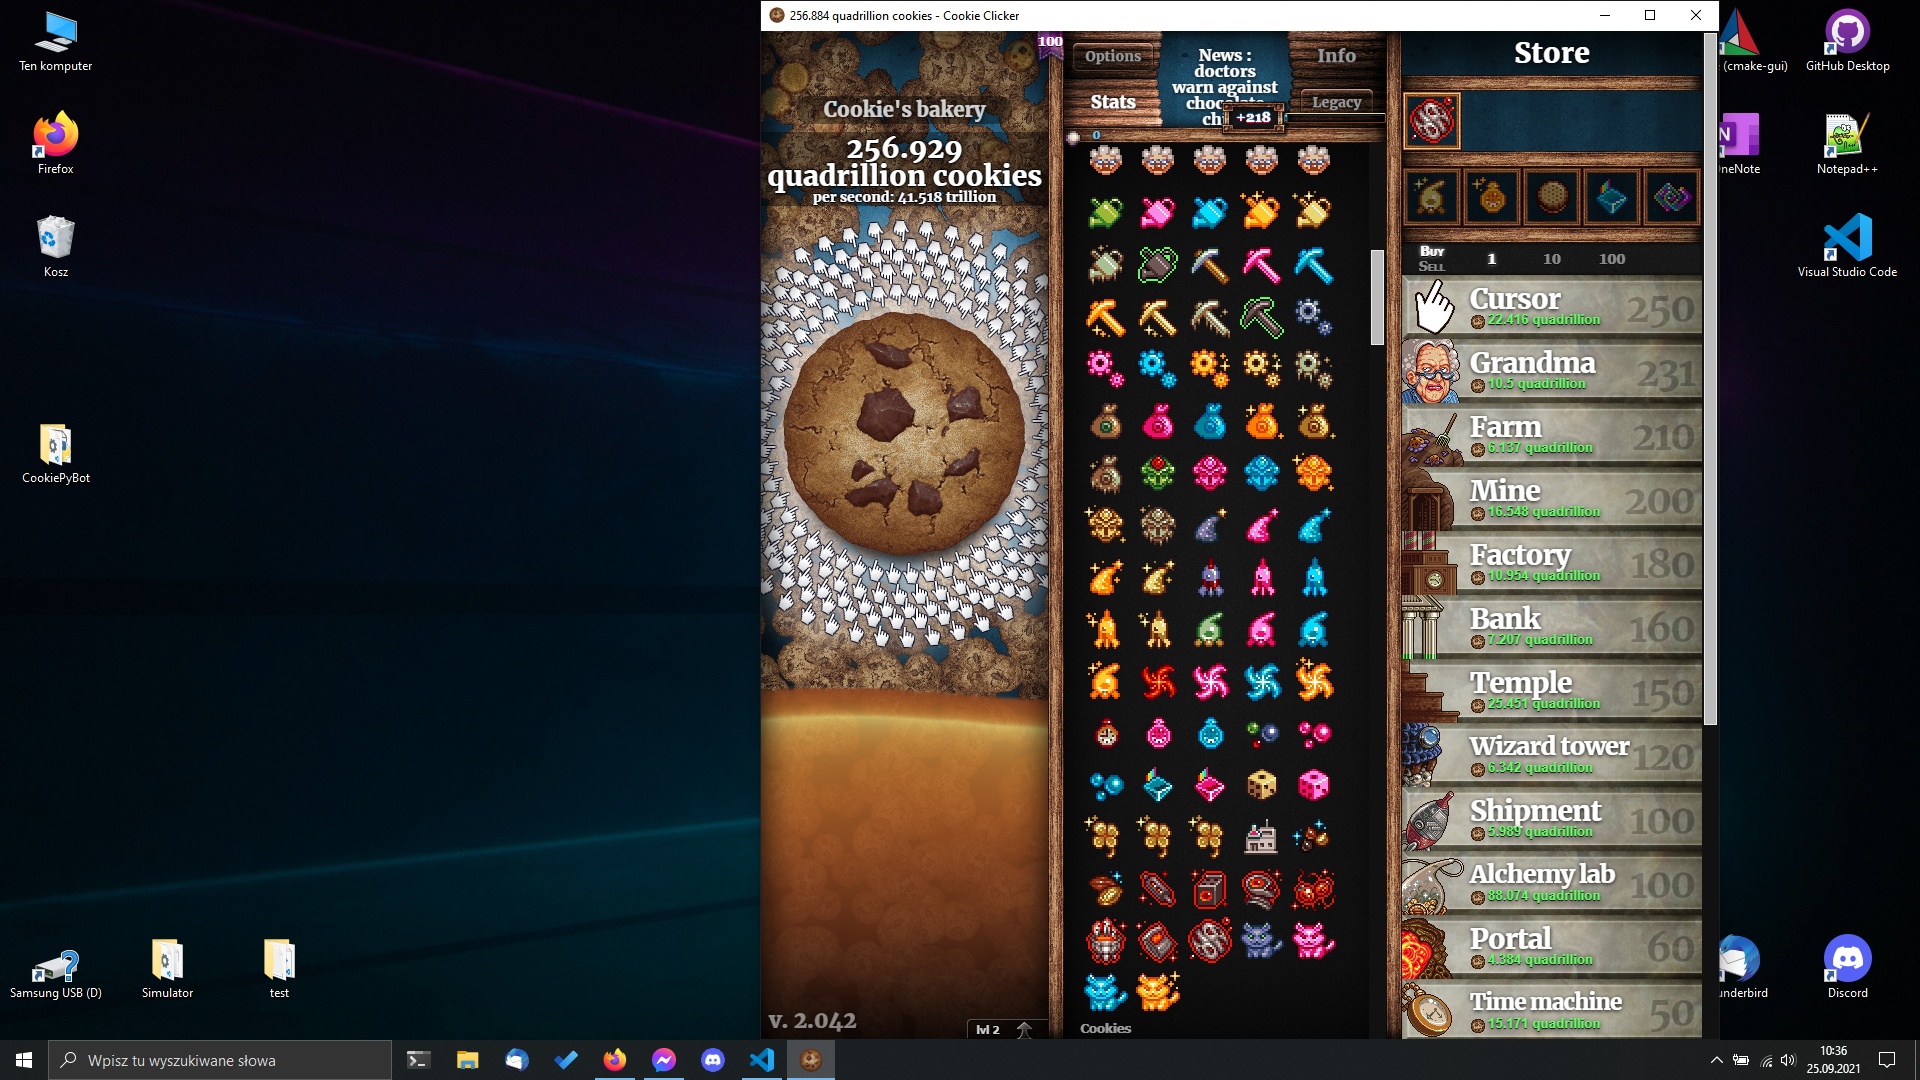 Ten komputer
Firefox
Kosz
CookiePyBot
Samsung USB (D)
Simulator
test
256.884 quadrillion cookies - Cookie Clicker
100
Cookie's bakery
256.929
quadrillion cookies
per second: 41.518 trillion
v. 2.042
lvl 2
Options
Stats
News :
doctors
warn against
+218
Info
Legacy
0
Cookies
Store
Buy
Sell
1
10
100
Cursor
22.416 quadrillion
250
Grandma
10.5 quadrillion
231
Farm
6.137 quadrillion
210
Mine
16.548 quadrillion
200
Factory
10.954 quadrillion
180
Bank
7.207 quadrillion
160
Temple
25.451 quadrillion
150
Wizard tower
6.342 quadrillion
120
Shipment
5.989 quadrillion
100
Alchemy lab
88.074 quadrillion
100
Portal
4.384 quadrillion
60
Time machine
15.171 quadrillion
50
(cmake-gui)
GitHub Desktop
Notepad++
Visual Studio Code
Discord
Wpisz tu wyszukiwane słowa
10:36
25.09.2021